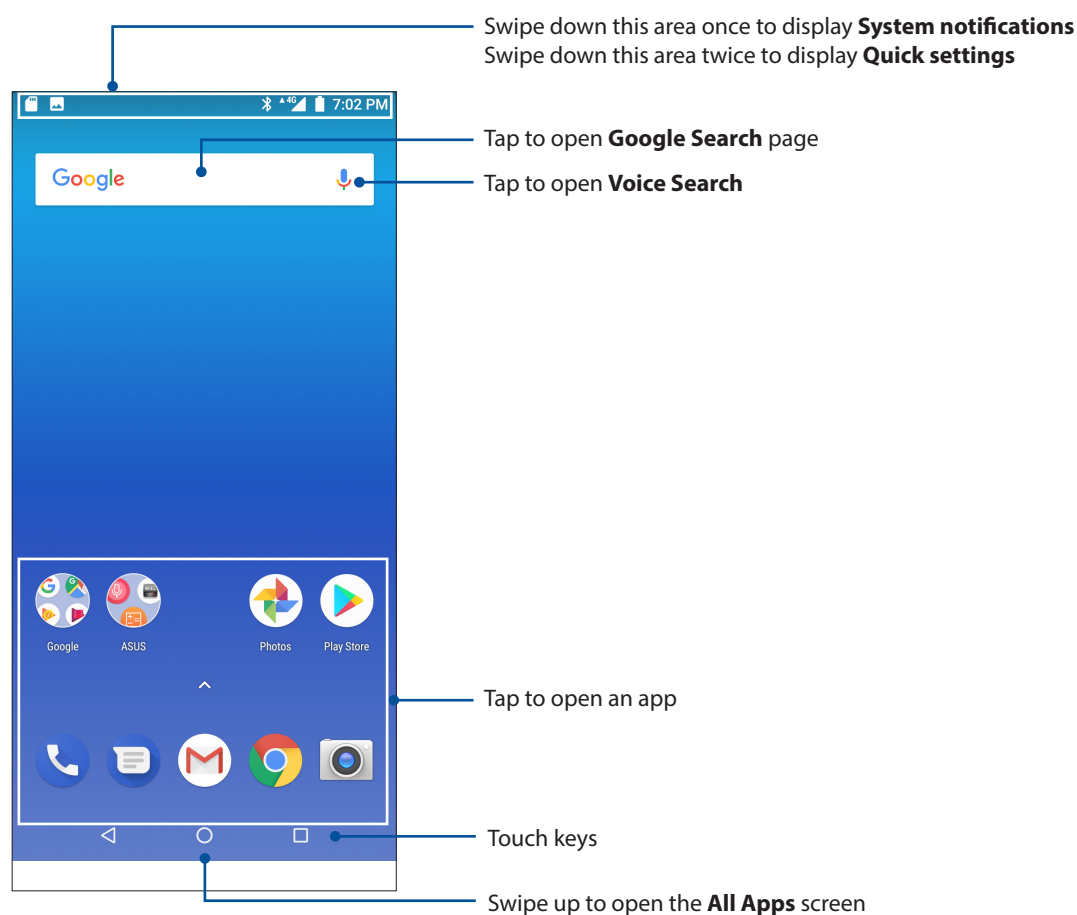 Swipe down this area once to display System notifications
Swipe down this area twice to display Quick settings
4G 7:02 PM
Tap to open Google Search page
Google
Tap to open Voice Search
Google ASUS Photos Play Store
Tap to open an app
Touch keys
Swipe up to open the All Apps screen